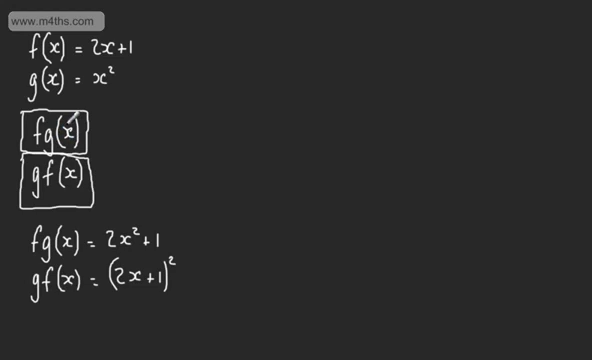 www.m4ths.com
f(x) = 2x+1
g(x) = x²
fg(x)
gf(x)
fg(x) = 2x²+1
gf(x) = (2x+1)²